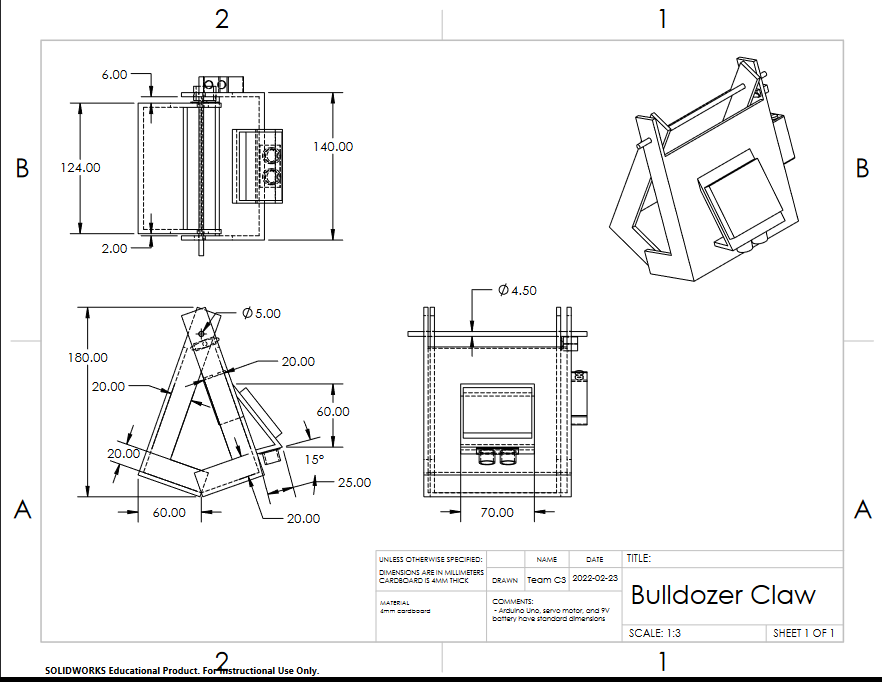 2 1
6.00
B B
140.00
124.00
2.00
Ø4.50
Ø5.00
180.00
20.00
20.00
60.00
20.00
15°
25.00
A A
60.00
20.00
70.00
UNLESS OTHERWISE SPECIFIED:
DIMENSIONS ARE IN MILLIMETERS
CARDBOARD IS 4MM THICK
NAME DATE
DRAWN Team C3 2022-02-23
MATERIAL
4mm cardboard
COMMENTS:
- Arduino Uno, servo motor, and 9V
battery have standard dimensions
TITLE:
Bulldozer Claw
SCALE: 1:3 SHEET 1 OF 1
2 1
SOLIDWORKS Educational Product. For Instructional Use Only.